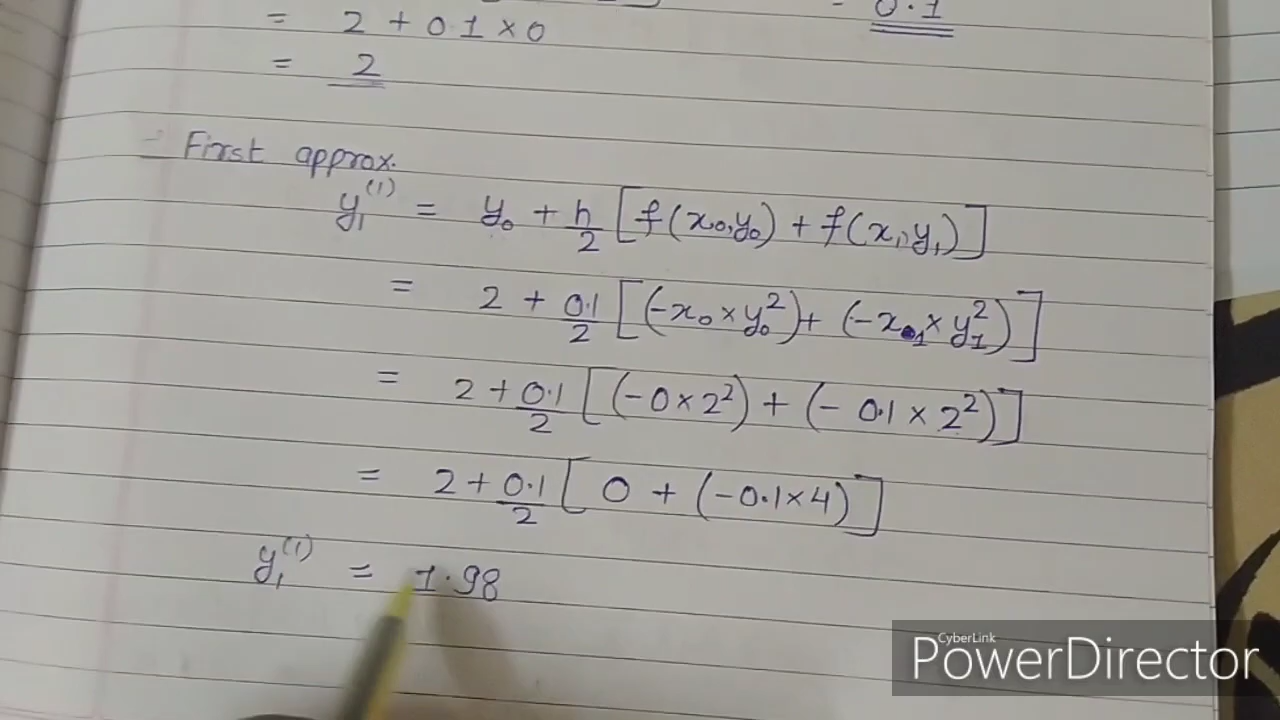 = 2 + 0.1 × 0
0.1
= 2
First approx.
y₁⁽¹⁾ = y₀ + h/2 [f(x₀,y₀) + f(x₁,y₁)]
= 2 + 0.1/2 [(-x₀ × y₀²) + (-x₁ × y₁²)]
= 2 + 0.1/2 [(-0 × 2²) + (- 0.1 × 2²)]
= 2 + 0.1/2 [0 + (-0.1 × 4)]
y₁⁽¹⁾ = 1.98
CyberLink
PowerDirector